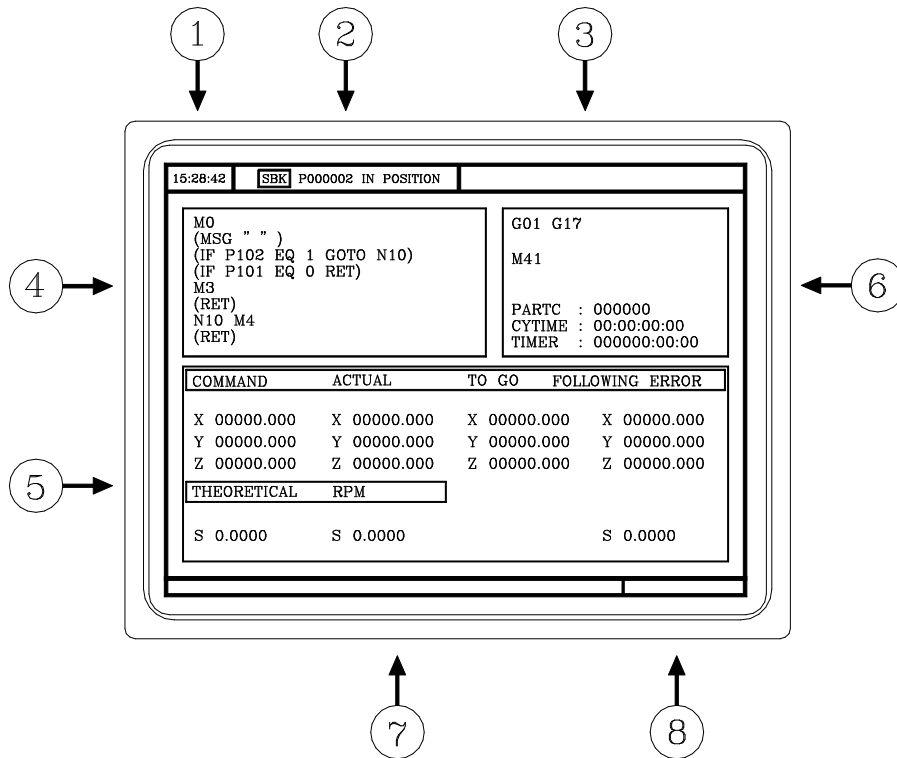 1 2 3
15:28:42 SBK P000002 IN POSITION
M0
(MSG " " )
(IF P102 EQ 1 GOTO N10)
(IF P101 EQ 0 RET)
M3
(RET)
N10 M4
(RET)
G01 G17
M41
PARTC : 000000
CYTIME : 00:00:00:00
TIMER : 000000:00:00
4
6
COMMAND ACTUAL TO GO FOLLOWING ERROR
X 00000.000 X 00000.000 X 00000.000 X 00000.000
Y 00000.000 Y 00000.000 Y 00000.000 Y 00000.000
Z 00000.000 Z 00000.000 Z 00000.000 Z 00000.000
5
THEORETICAL RPM
S 0.0000 S 0.0000 S 0.0000
7 8